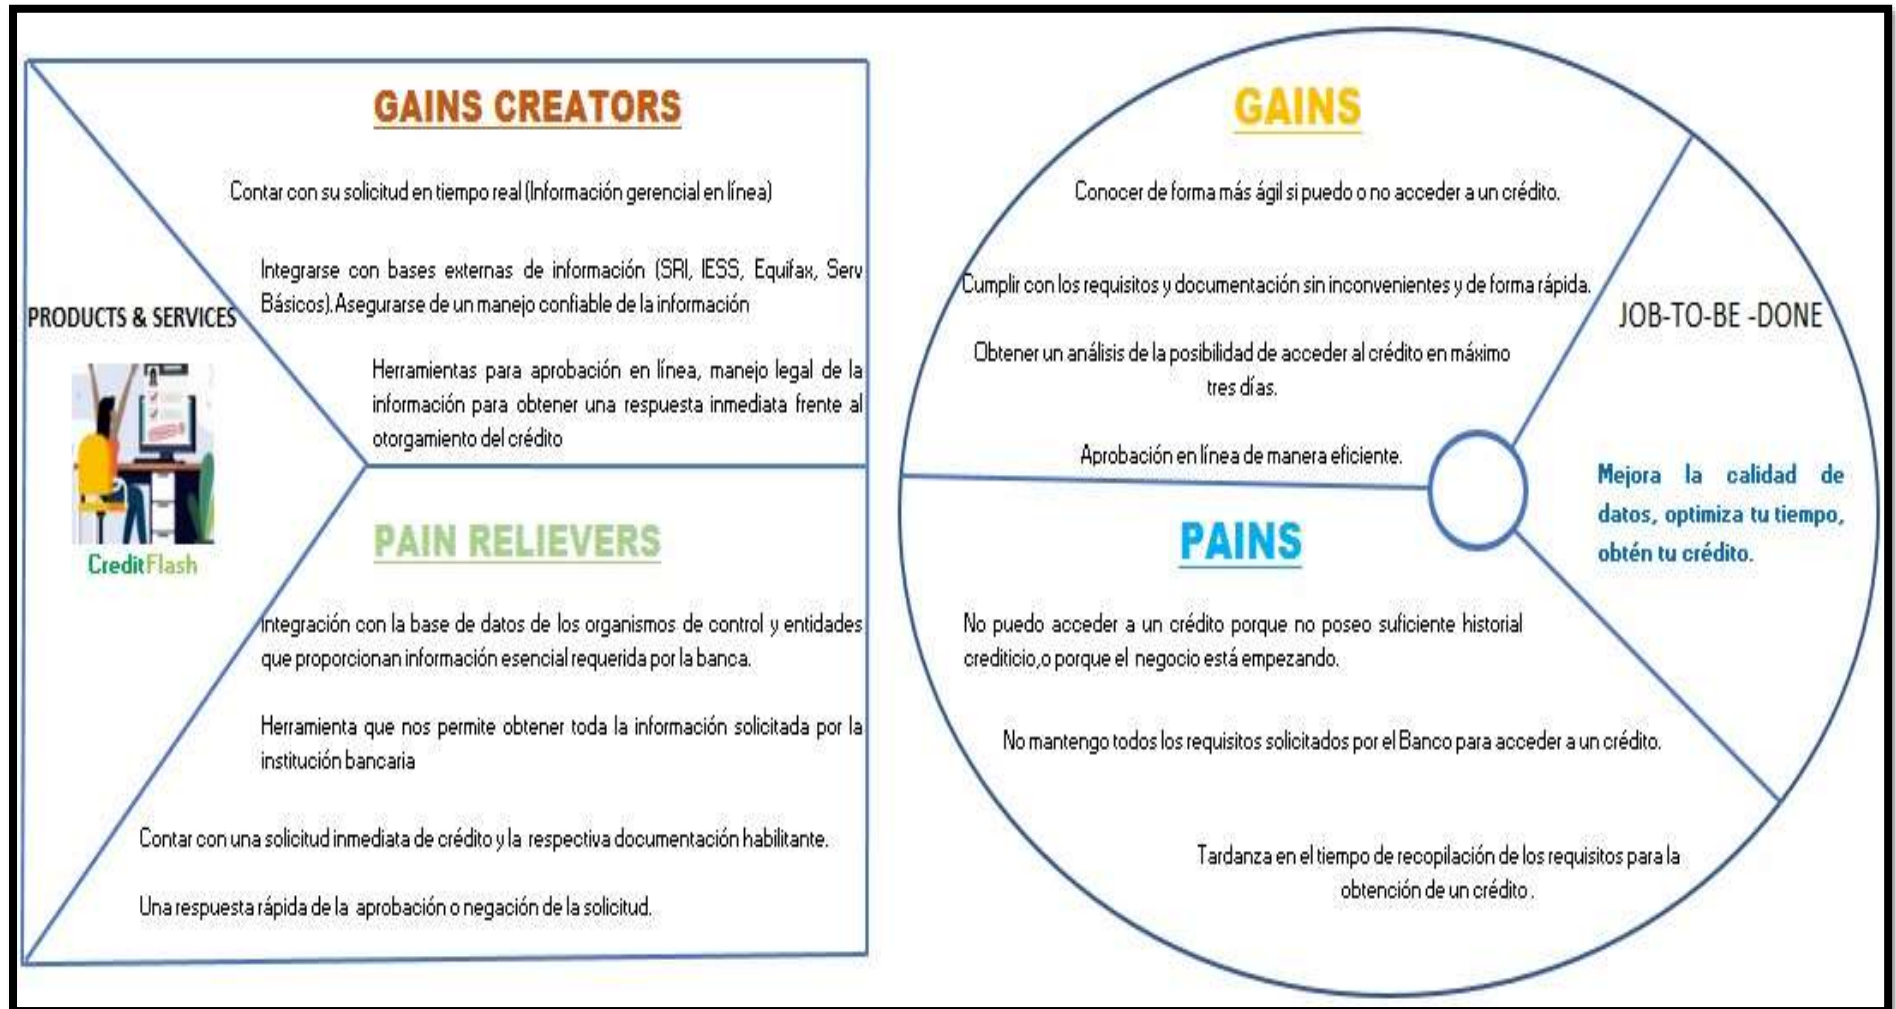 GAINS CREATORS
Contar con su solicitud en tiempo real (Información gerencial en línea)
Integrarse con bases externas de información (SRI, IESS, Equifax, Serv
Básicos).Asegurarse de un manejo confiable de la información
Herramientas para aprobación en línea, manejo legal de la
información para obtener una respuesta inmediata frente al
otorgamiento del crédito
PRODUCTS & SERVICES
CreditFlash
PAIN RELIEVERS
Integración con la base de datos de los organismos de control y entidades
que proporcionan información esencial requerida por la banca.
Herramienta que nos permite obtener toda la información solicitada por la
institución bancaria
Contar con una solicitud inmediata de crédito y la respectiva documentación habilitante.
Una respuesta rápida de la aprobación o negación de la solicitud.
GAINS
Conocer de forma más ágil si puedo o no acceder a un crédito.
Cumplir con los requisitos y documentación sin inconvenientes y de forma rápida.
Obtener un análisis de la posibilidad de acceder al crédito en máximo
tres días.
Aprobación en línea de manera eficiente.
JOB-TO-BE -DONE
Mejora la calidad de
datos, optimiza tu tiempo,
obtén tu crédito.
PAINS
No puedo acceder a un crédito porque no poseo suficiente historial
crediticio,o porque el negocio está empezando.
No mantengo todos los requisitos solicitados por el Banco para acceder a un crédito.
Tardanza en el tiempo de recopilación de los requisitos para la
obtención de un crédito .